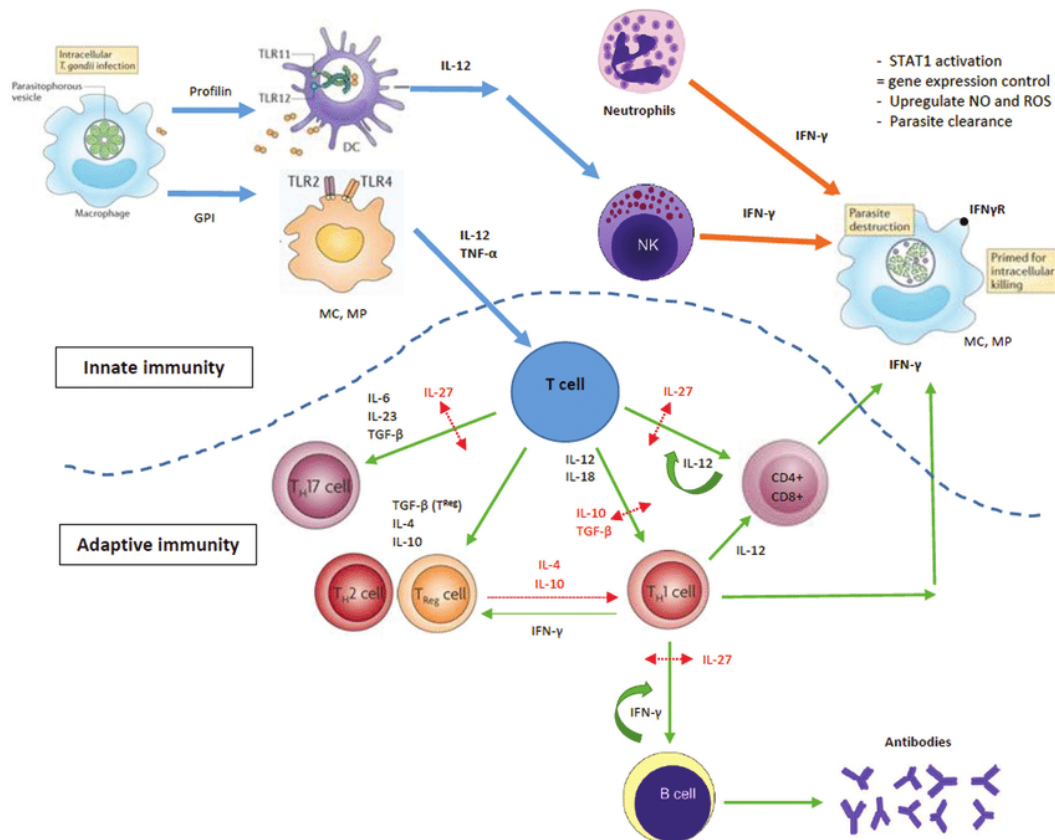 Intracellular
T. gondii infection
Parasitophorous
vesicle
Macrophage
Profilin
GPI
TLR11
TLR12
DC
IL-12
TLR2
TLR4
MC, MP
IL-12
TNF-α
Neutrophils
IFN-γ
NK
IFN-γ
- STAT1 activation
= gene expression control
- Upregulate NO and ROS
- Parasite clearance
IFNγR
Parasite
destruction
Primed for
intracellular
killing
MC, MP
IFN-γ
Innate immunity
T cell
IL-6
IL-23
TGF-β
IL-27
IL-27
IL-12
IL-12
IL-18
TH17 cell
CD4+
CD8+
TGF-β (TReg)
IL-4
IL-10
IL-10
TGF-β
IL-12
Adaptive immunity
TH2 cell
TReg cell
IL-4
IL-10
IFN-γ
TH1 cell
IL-27
IFN-γ
B cell
Antibodies